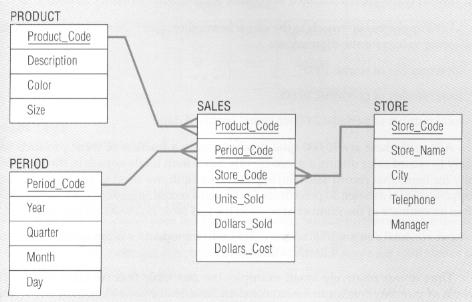 PRODUCT
Product_Code
Description
Color
Size
PERIOD
Period_Code
Year
Quarter
Month
Day
SALES
Product_Code
Period_Code
Store_Code
Units_Sold
Dollars_Sold
Dollars_Cost
STORE
Store_Code
Store_Name
City
Telephone
Manager